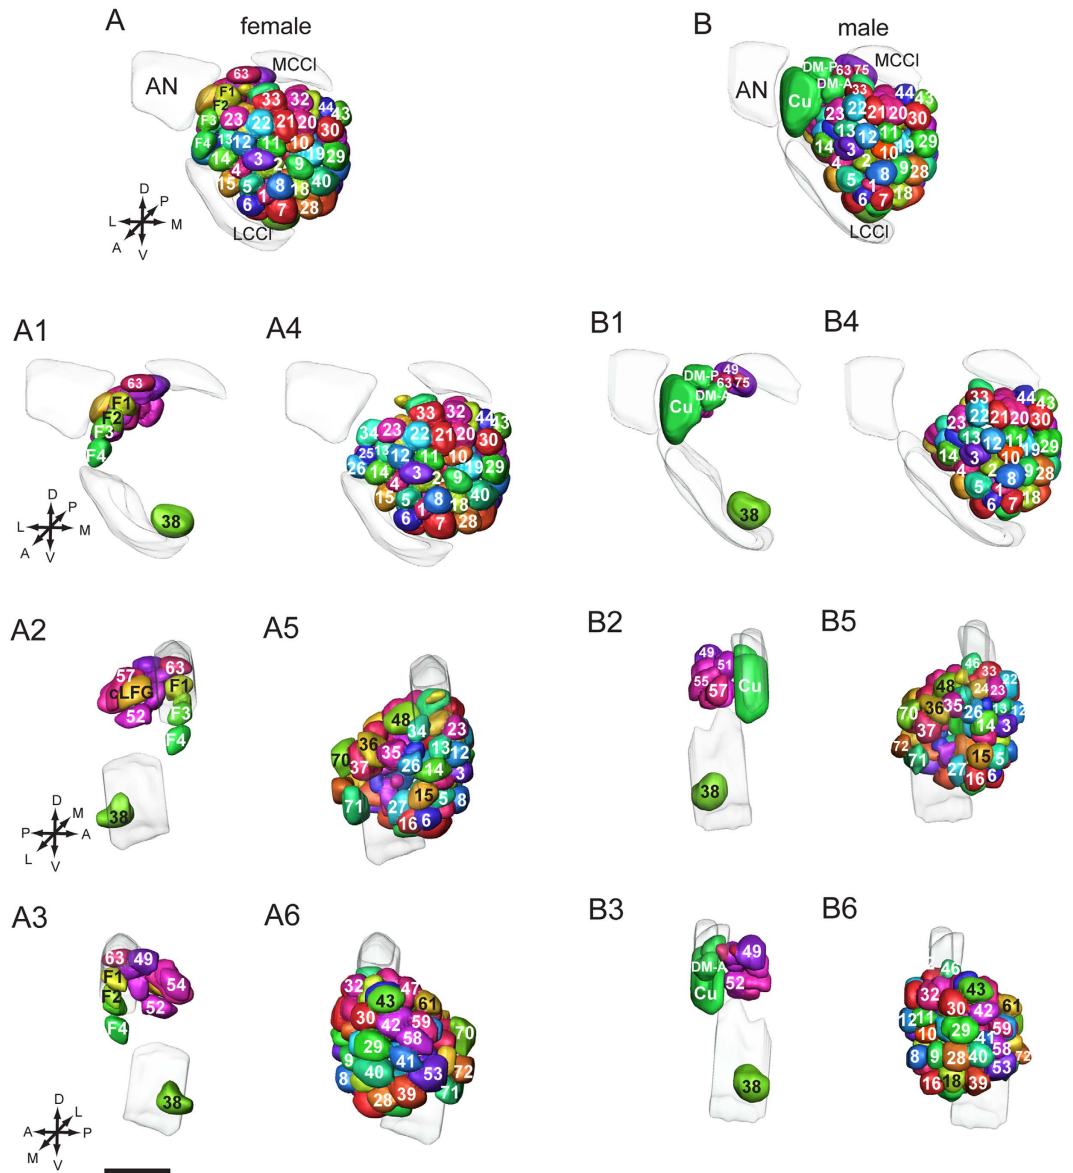 A female
B male
AN MCCl
63
F1
F2
F3
F4
33 32
44 43
23 22 21 20 30
13 12 11 10
14 3 2 9 19 29
4
15 5 8 18 40
6 1 7 28
LCCl
D
P
L M
A
V
AN MCCl
DM-P
63 75
DM-A
33
Cu
44 43
23 22 21 20 30
13 12 11 19 29
14 3 10
4 2 9 28
5 8
1 18
6 7
LCCl
A1
63
F1
F2
F3
F4
38
D
P
L M
A
V
A4
33 32
44 43
34 23 22 21 20 30
25 13 12 11 10
26 14 3 2 9 19 29
4
15 5 8 18 40
6 1 7 28
B1
49
DM-P
63 75
DM-A
Cu
38
B4
33 44 43
23 22 21 20 30
13 12 11 19 29
14 3 10
4 2 9 28
5 8
1 18
6 7
A2
57 63
cLFG F1
52 F3
F4
38
D
M
P A
L
V
A5
48
34 23
36 35 13 12
70 37 26 14 3
15 5 8
71 27
16 6
B2
49 51
55 57
Cu
38
B5
46 33
48 24 23 22
36 35 26 13 12
70 14 3
37
72 15 5
71 27
16 6
A3
63 49
F1
F2 54
52
F4
38
D
L
A P
M
V
A6
32 47
43 61
30 42 59 70
29 58
9 41
8 40 53 72
39 71
28
B3
49
DM-A
52
Cu
38
B6
46
32 43
30 42 61
12 11 29 59
10 41
58
8 9 28 40 72
53
16 18 39